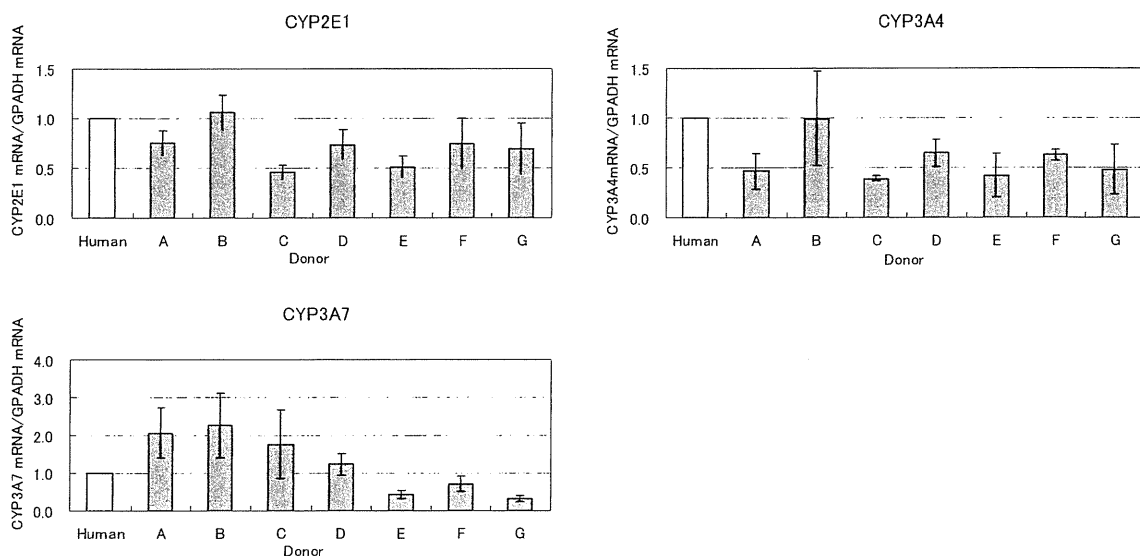 CYP2E1
CYP2E1 mRNA/GPADH mRNA
1.5
1.0
0.5
0.0
Human A B C D E F G
Donor
CYP3A4
CYP3A4mRNA/GPADH mRNA
1.5
1.0
0.5
0.0
Human A B C D E F G
Donor
CYP3A7
CYP3A7 mRNA/GPADH mRNA
4.0
3.0
2.0
1.0
0.0
Human A B C D E F G
Donor